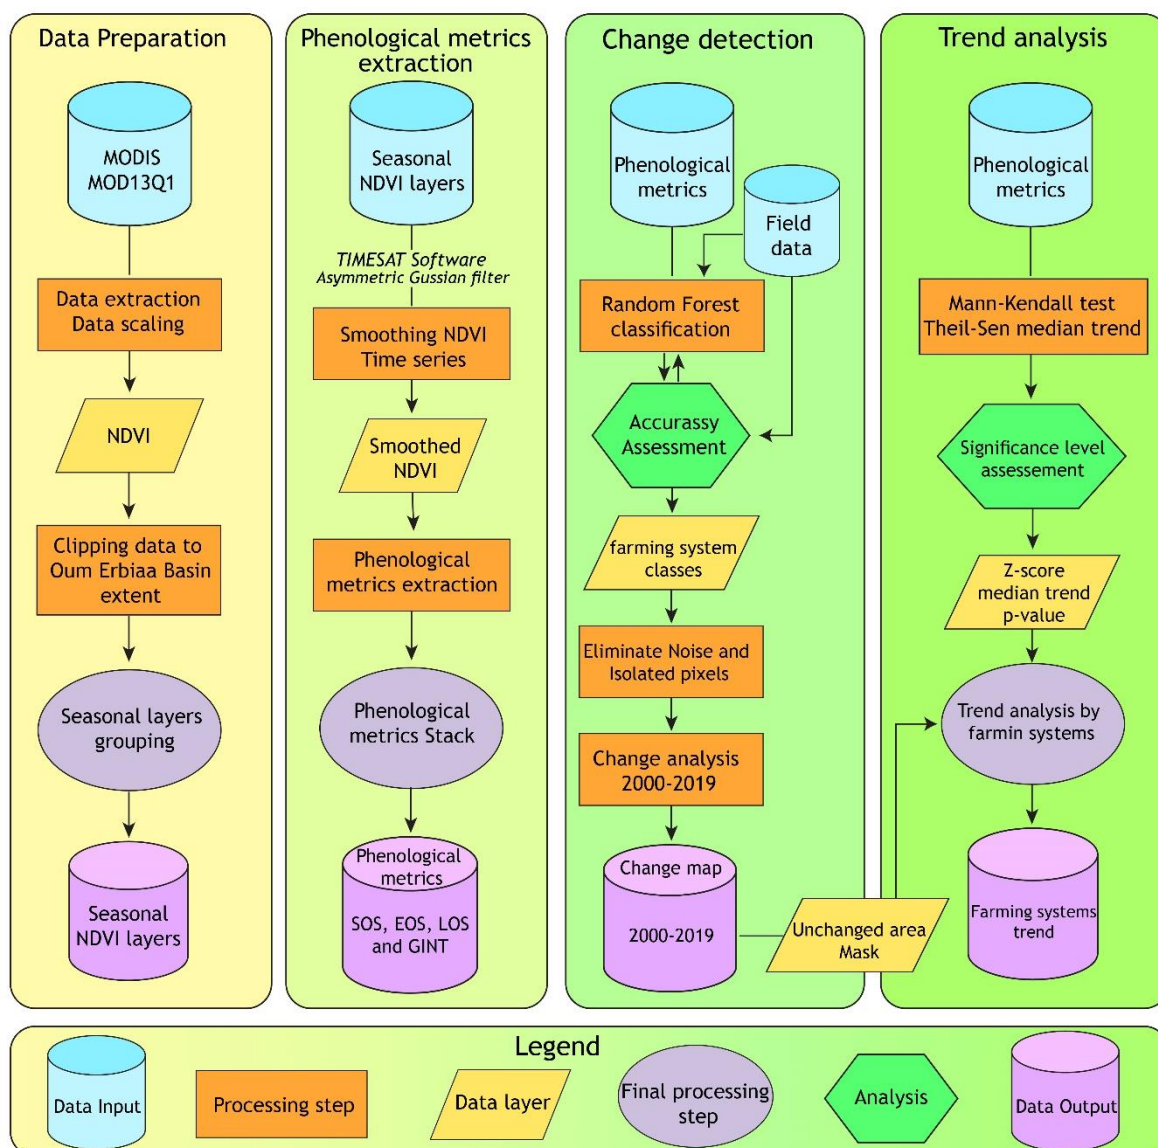 Data Preparation
MODIS
MOD13Q1
Data extraction
Data scaling
NDVI
Clipping data to
Oum Erbiaa Basin
extent
Seasonal layers
grouping
Seasonal
NDVI layers
Phenological metrics
extraction
Seasonal
NDVI layers
TIMESAT Software
Asymmetric Gussian filter
Smoothing NDVI
Time series
Smoothed
NDVI
Phenological
metrics extraction
Phenological
metrics Stack
Phenological
metrics
SOS, EOS, LOS
and GINT
Change detection
Phenological
metrics
Field
data
Random Forest
classification
Accurassy
Assessment
farming system
classes
Eliminate Noise and
Isolated pixels
Change analysis
2000-2019
Change map
2000-2019
Unchanged area
Mask
Trend analysis
Phenological
metrics
Mann-Kendall test
Theil-Sen median trend
Significance level
assessement
Z-score
median trend
p-value
Trend analysis by
farmin systems
Farming systems
trend
Legend
Data Input
Processing step
Data layer
Final processing
step
Analysis
Data Output